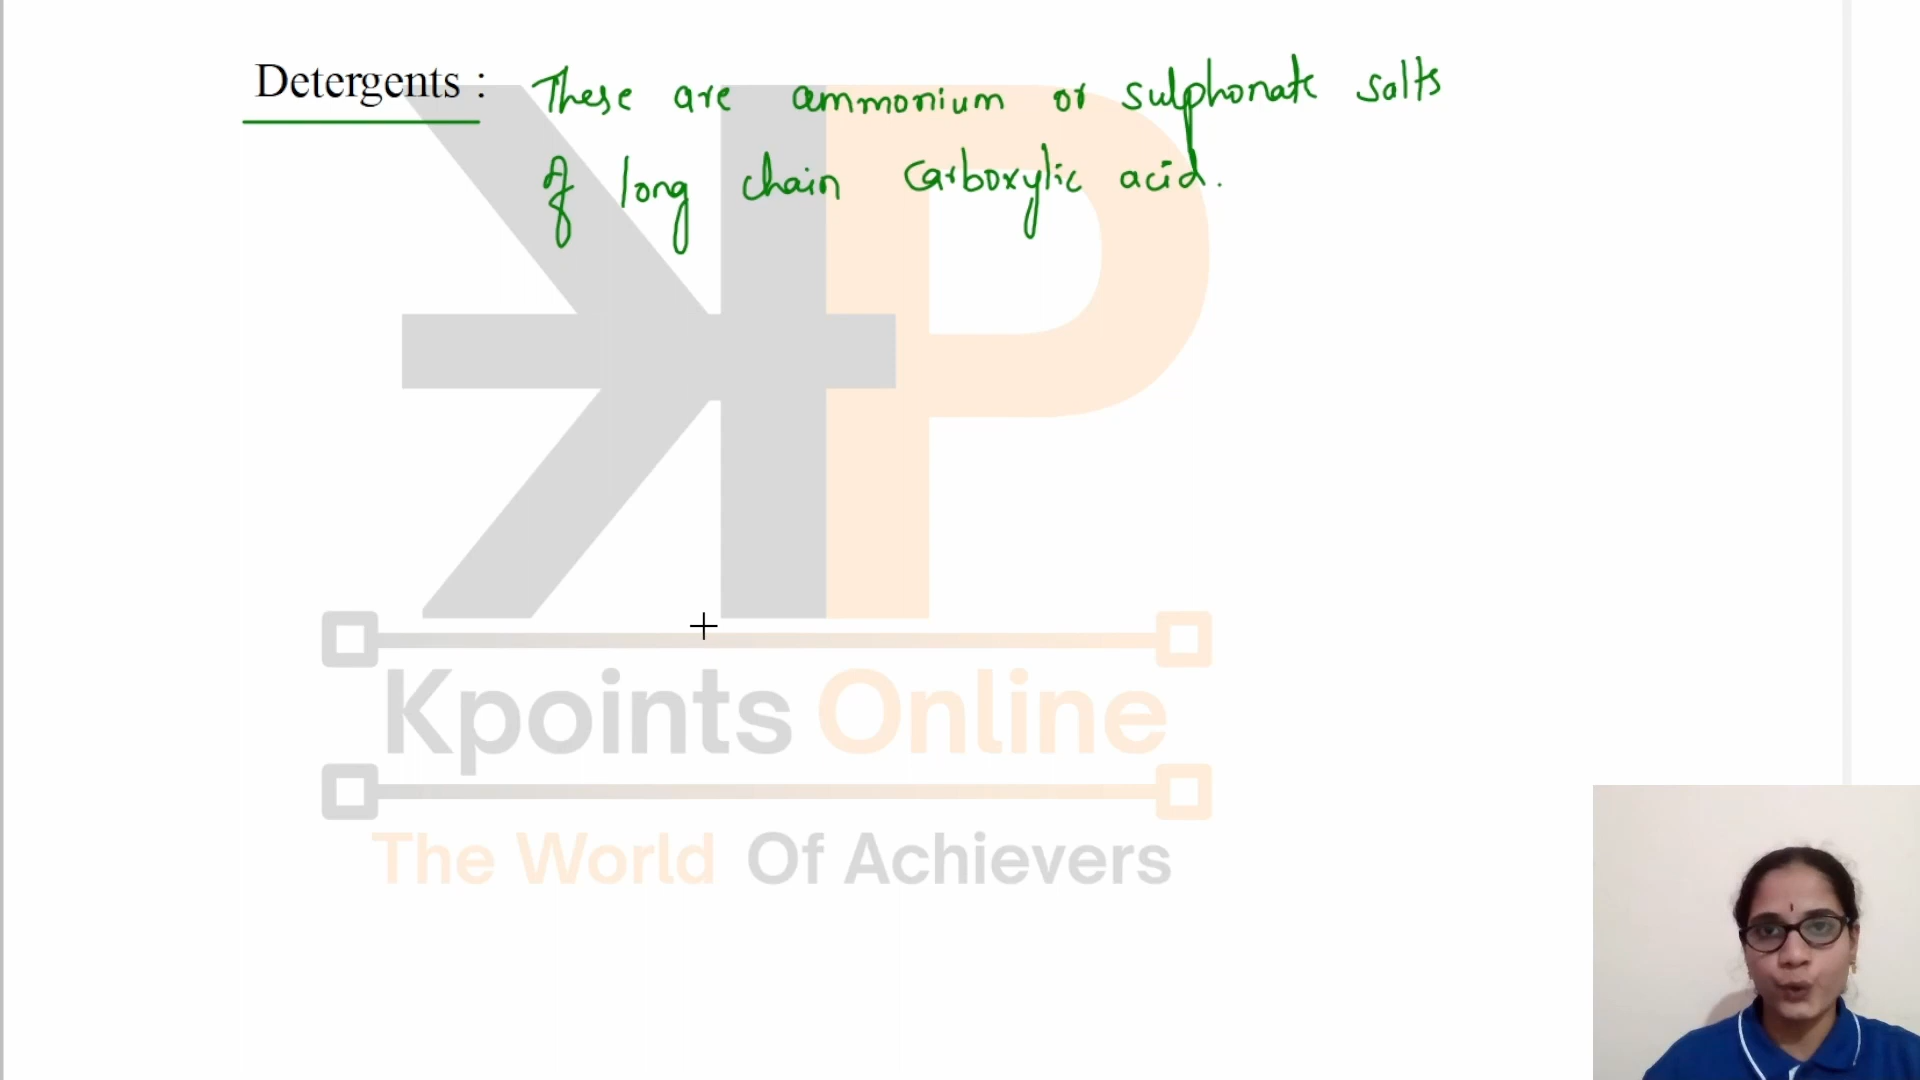 Detergents : These are ammonium or sulphonate salts
of long chain carboxylic acid.
Kpoints Online
The World Of Achievers